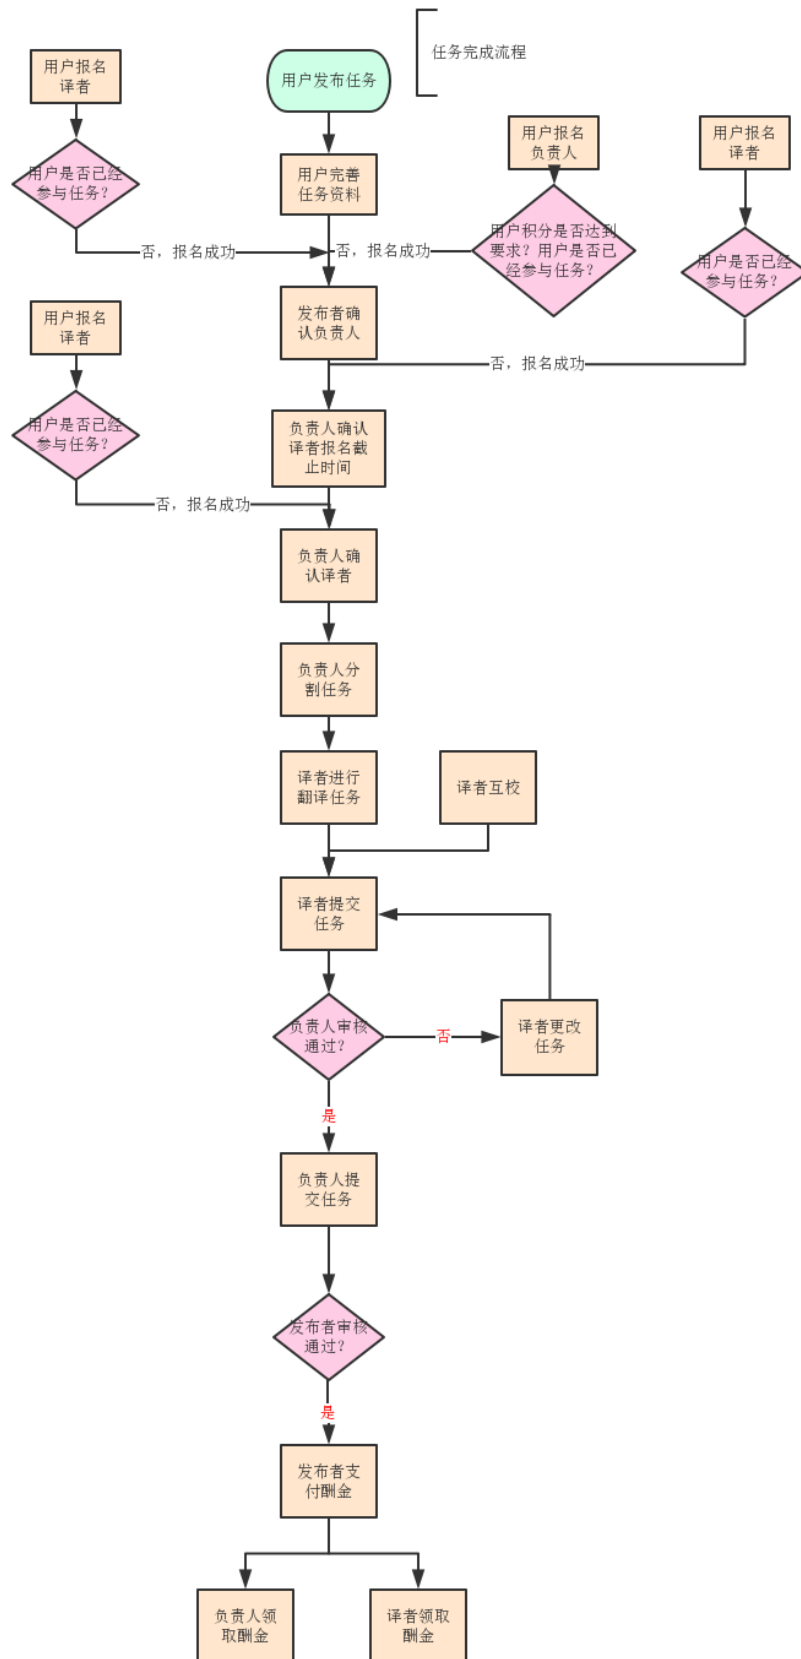 任务完成流程
用户报名
译者
用户发布任务
用户报名
负责人
用户报名
译者
用户是否已经
参与任务?
用户完善
任务资料
用户积分是否达到
要求? 用户是否已
经参与任务?
用户是否已经
参与任务?
否, 报名成功
否, 报名成功
用户报名
译者
发布者确
认负责人
否, 报名成功
用户是否已经
参与任务?
负责人确认
译者报名截
止时间
否, 报名成功
负责人确
认译者
负责人分
割任务
译者进行
翻译任务
译者互校
译者提交
任务
负责人审核
通过?
否
译者更改
任务
是
负责人提
交任务
发布者审核
通过?
是
发布者支
付酬金
负责人领
取酬金
译者领取
酬金